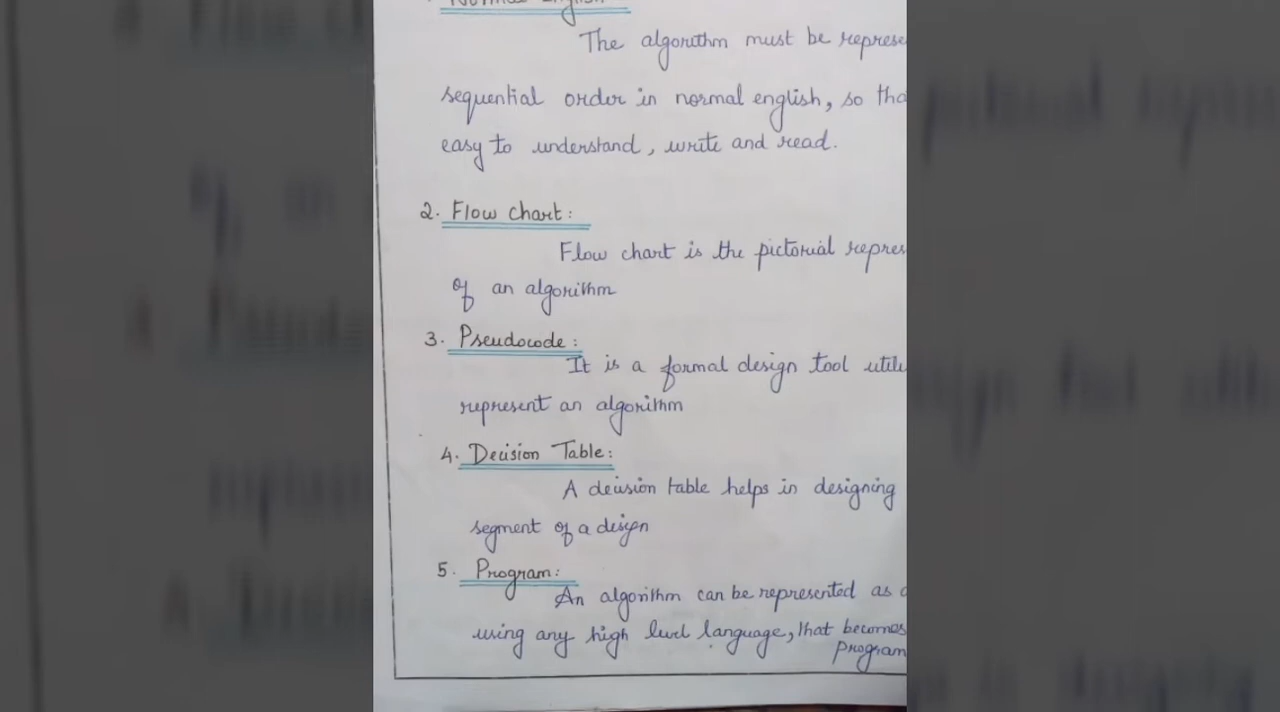 Normal English
The algorithm must be represe
sequential order in normal english, so tha
easy to understand, write and read.
2. Flow chart:
Flow chart is the pictorial repres
of an algorithm
3. Pseudocode:
It is a formal design tool utili
represent an algorithm
4. Decision Table:
A decision table helps in designing
segment of a design
5. Program:
An algorithm can be represented as a
using any high level language, that becomes
program